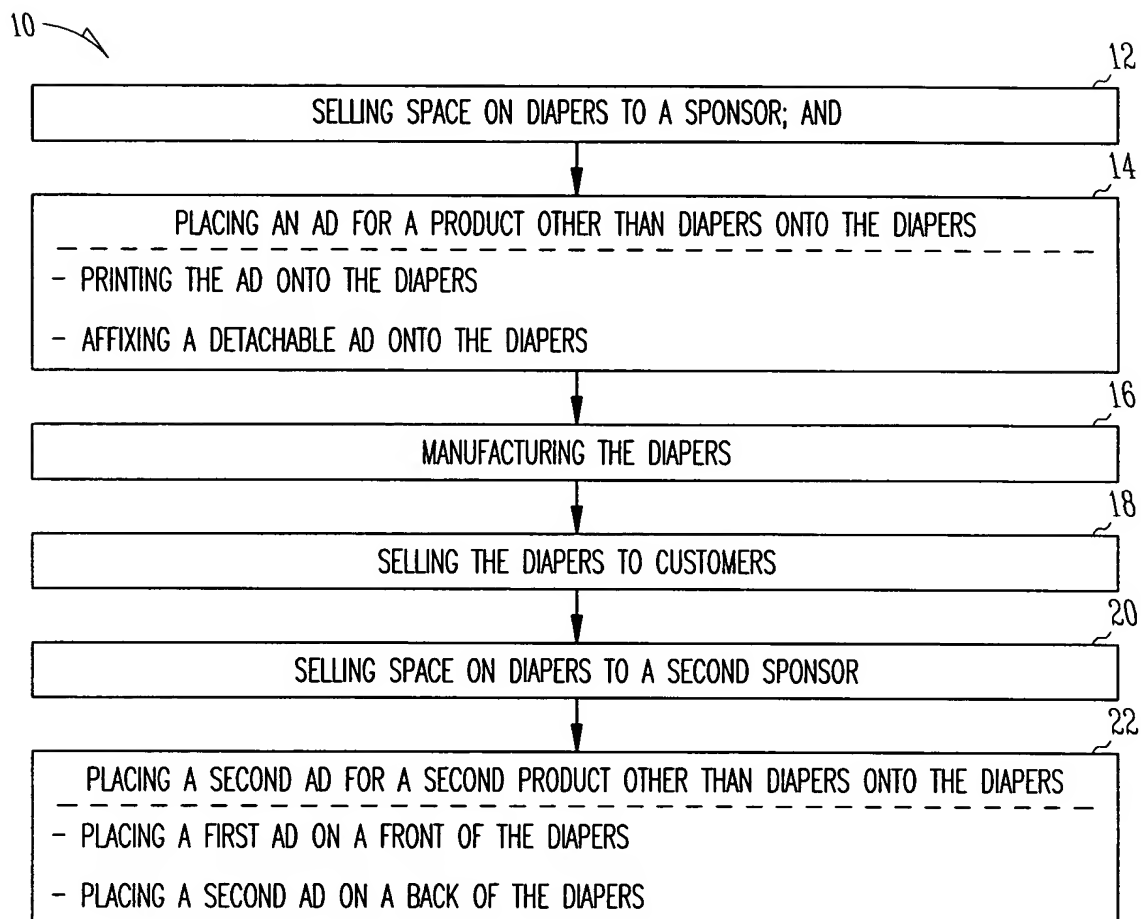 10
12
SELLING SPACE ON DIAPERS TO A SPONSOR; AND
14
PLACING AN AD FOR A PRODUCT OTHER THAN DIAPERS ONTO THE DIAPERS
- PRINTING THE AD ONTO THE DIAPERS
- AFFIXING A DETACHABLE AD ONTO THE DIAPERS
16
MANUFACTURING THE DIAPERS
18
SELLING THE DIAPERS TO CUSTOMERS
20
SELLING SPACE ON DIAPERS TO A SECOND SPONSOR
22
PLACING A SECOND AD FOR A SECOND PRODUCT OTHER THAN DIAPERS ONTO THE DIAPERS
- PLACING A FIRST AD ON A FRONT OF THE DIAPERS
- PLACING A SECOND AD ON A BACK OF THE DIAPERS